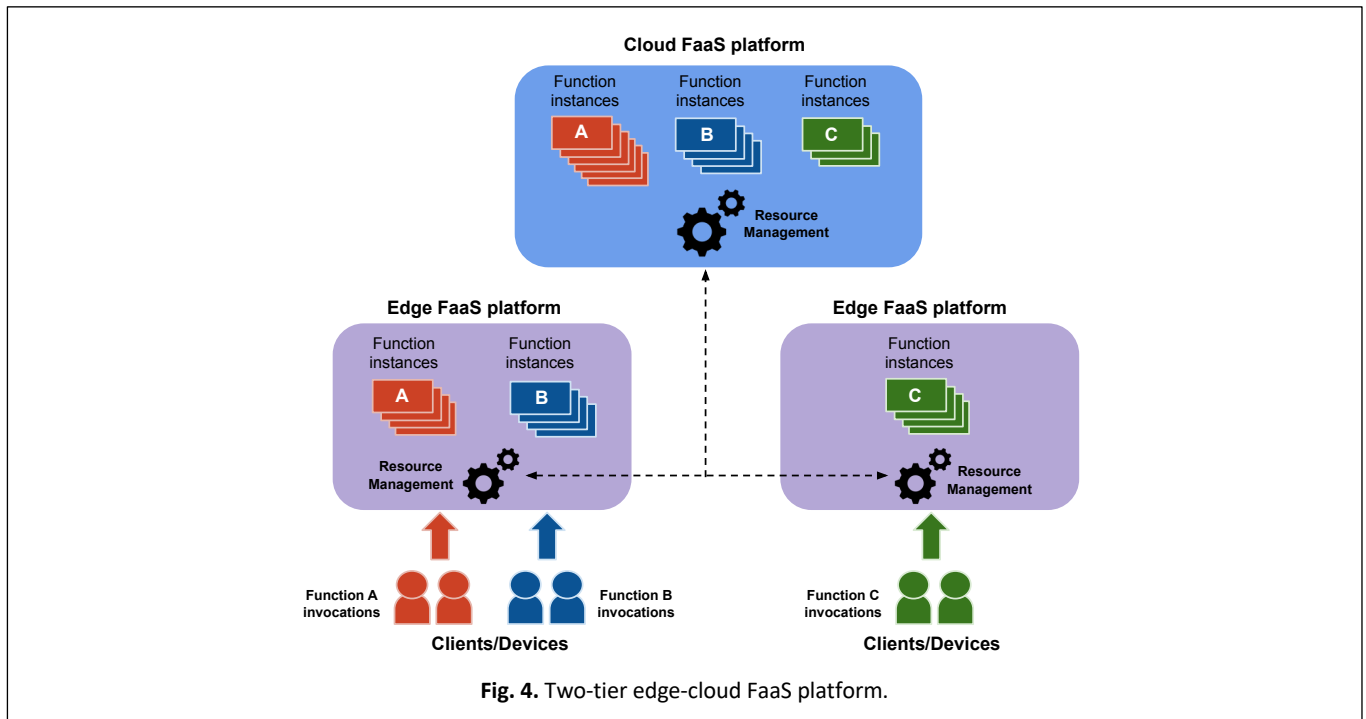 Cloud FaaS platform
Function
instances
Function
instances
Function
instances
A
B
C
Resource
Management
Edge FaaS platform
Function
instances
Function
instances
A
B
Resource
Management
Edge FaaS platform
Function
instances
C
Resource
Management
Function A
invocations
Function B
invocations
Clients/Devices
Function C
invocations
Clients/Devices
Fig. 4. Two-tier edge-cloud FaaS platform.